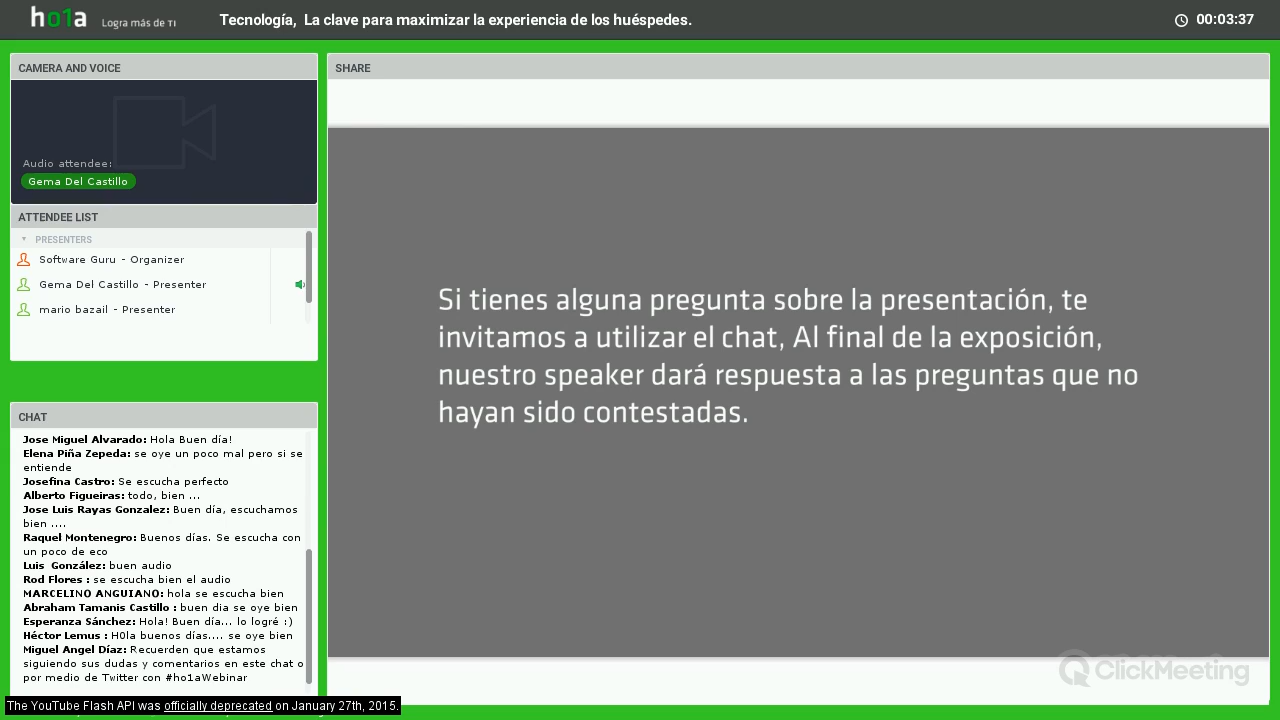 ho1a Logra más de TI
Tecnología, La clave para maximizar la experiencia de los huéspedes.
00:03:37
CAMERA AND VOICE
Audio attendee:
Gema Del Castillo
ATTENDEE LIST
PRESENTERS
Software Guru - Organizer
Gema Del Castillo - Presenter
mario bazail - Presenter
CHAT
Jose Miguel Alvarado: Hola Buen día!
Elena Piña Zepeda: se oye un poco mal pero si se
entiende
Josefina Castro: Se escucha perfecto
Alberto Figueiras: todo, bien ...
Jose Luis Rayas Gonzalez: Buen día, escuchamos
bien ....
Raquel Montenegro: Buenos días. Se escucha con
un poco de eco
Luis González: buen audio
Rod Flores : se escucha bien el audio
MARCELINO ANGUIANO: hola se escucha bien
Abraham Tamanis Castillo : buen dia se oye bien
Esperanza Sánchez: Hola! Buen día... lo logré :)
Héctor Lemus : H0la buenos días.... se oye bien
Miguel Angel Díaz: Recuerden que estamos
siguiendo sus dudas y comentarios en este chat o
por medio de Twitter con #ho1aWebinar
The YouTube Flash API was officially deprecated on January 27th, 2015.
SHARE
Si tienes alguna pregunta sobre la presentación, te
invitamos a utilizar el chat, Al final de la exposición,
nuestro speaker dará respuesta a las preguntas que no
hayan sido contestadas.
ClickMeeting